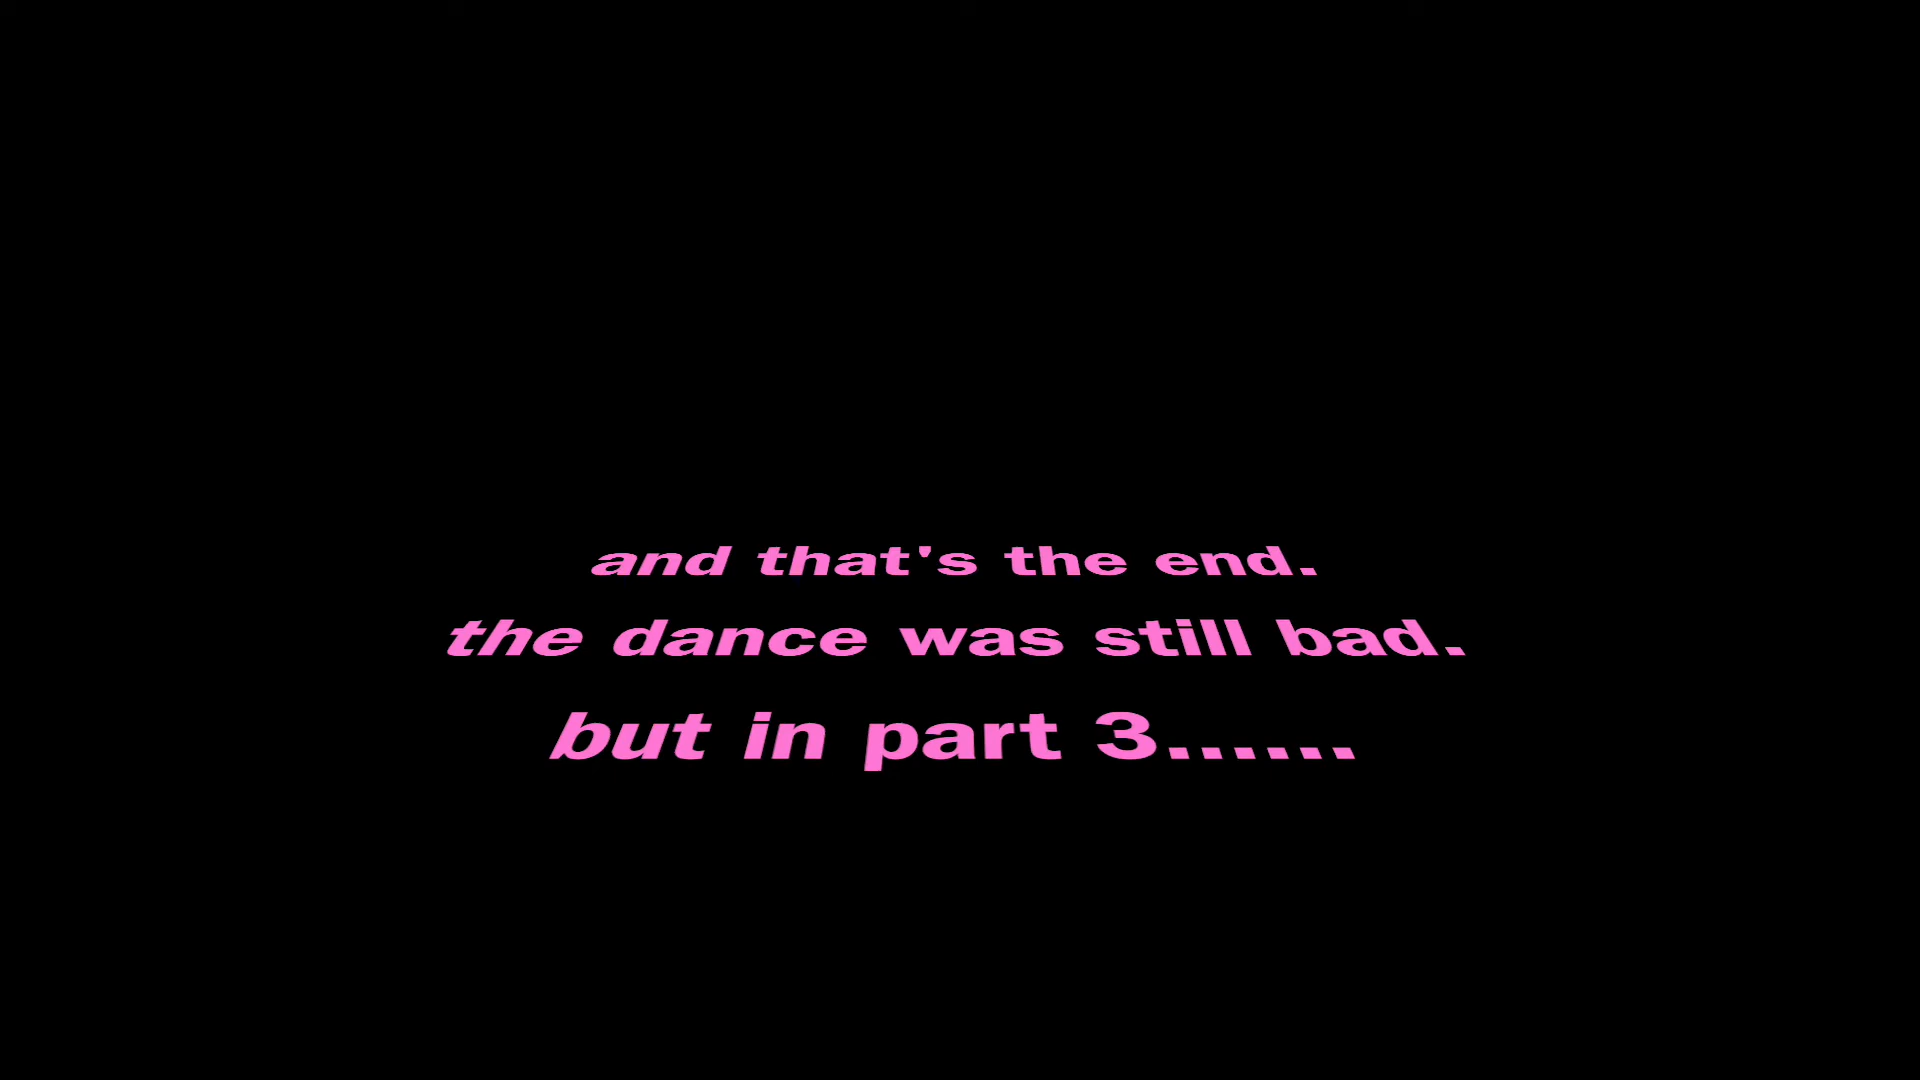 and that's the end.
the dance was still bad.
but in part 3......